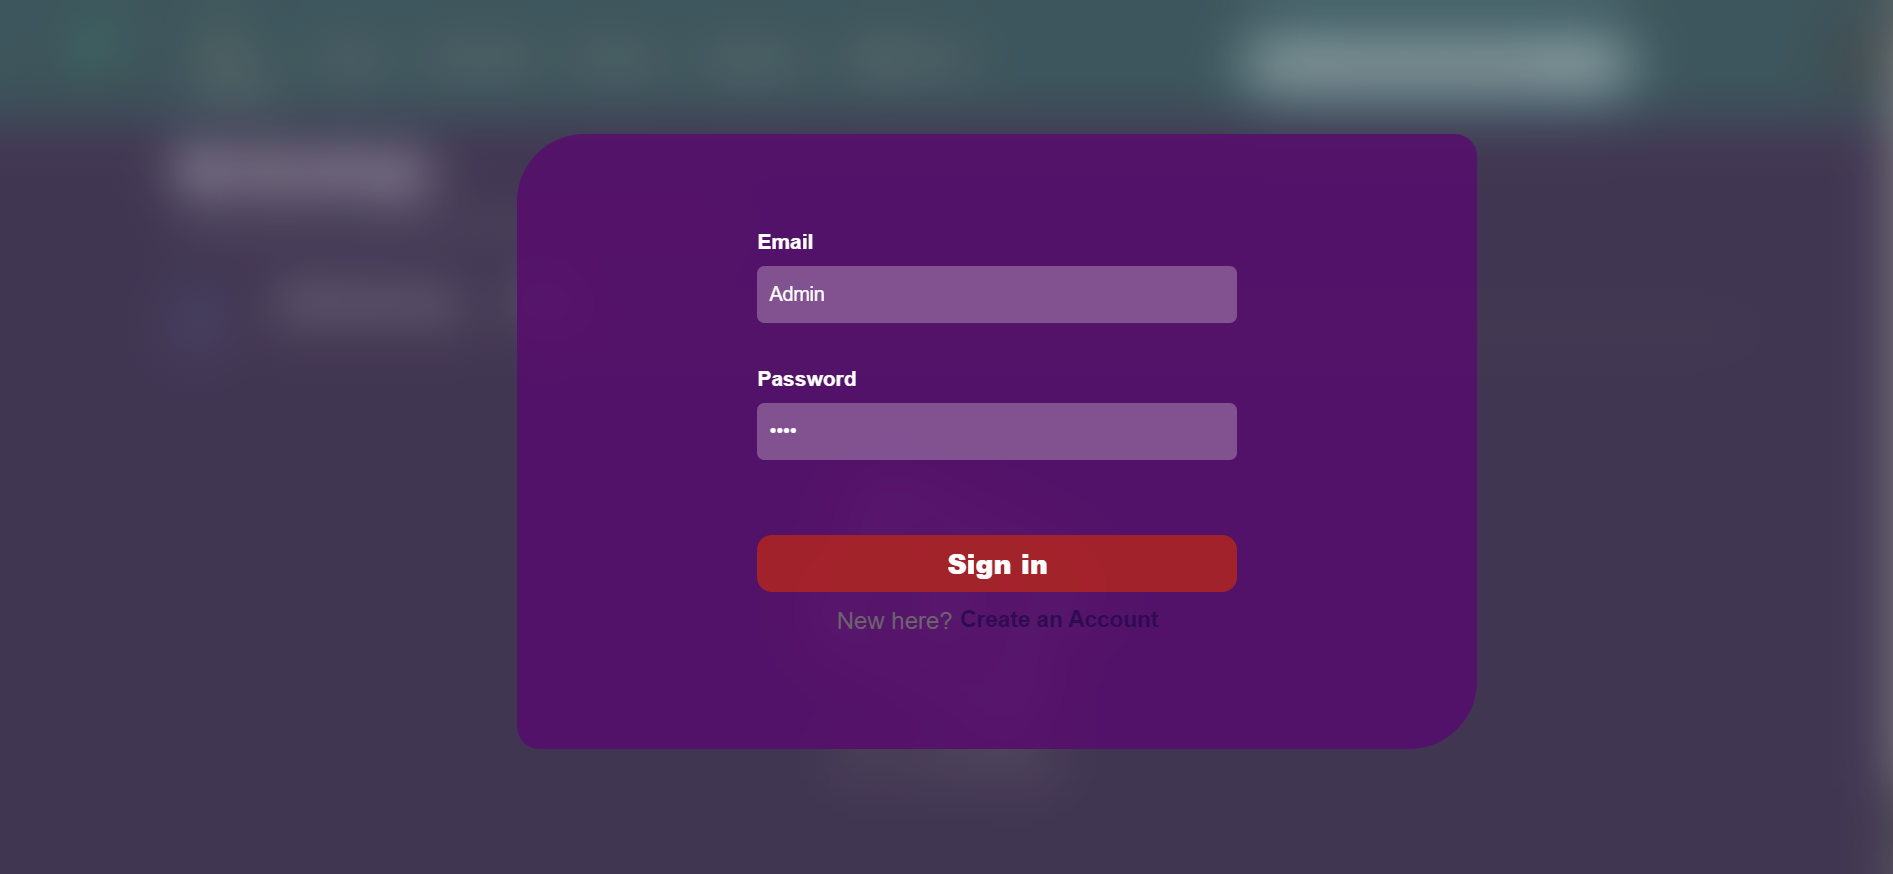 Email
Admin
Password
••••
Sign in
New here? Create an Account